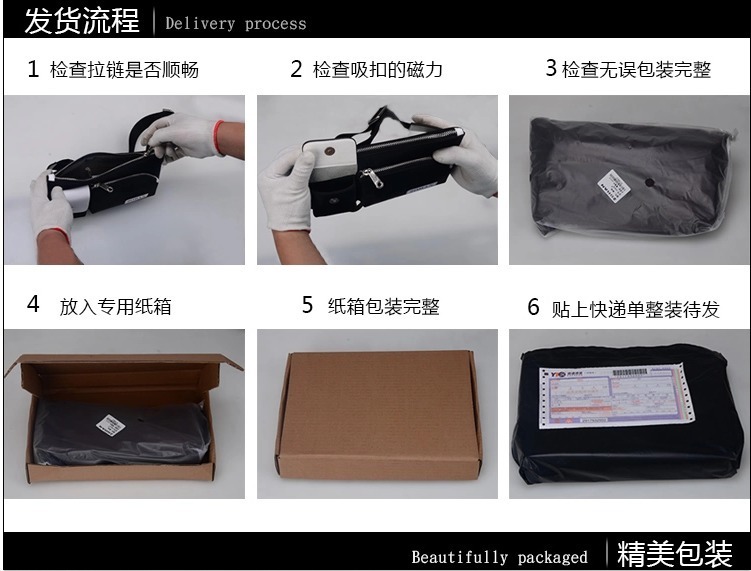 发货流程 Delivery process
1 检查拉链是否顺畅
2 检查吸扣的磁力
3 检查无误包装完整
4 放入专用纸箱
5 纸箱包装完整
6 贴上快递单整装待发
Beautifully packaged 精美包装